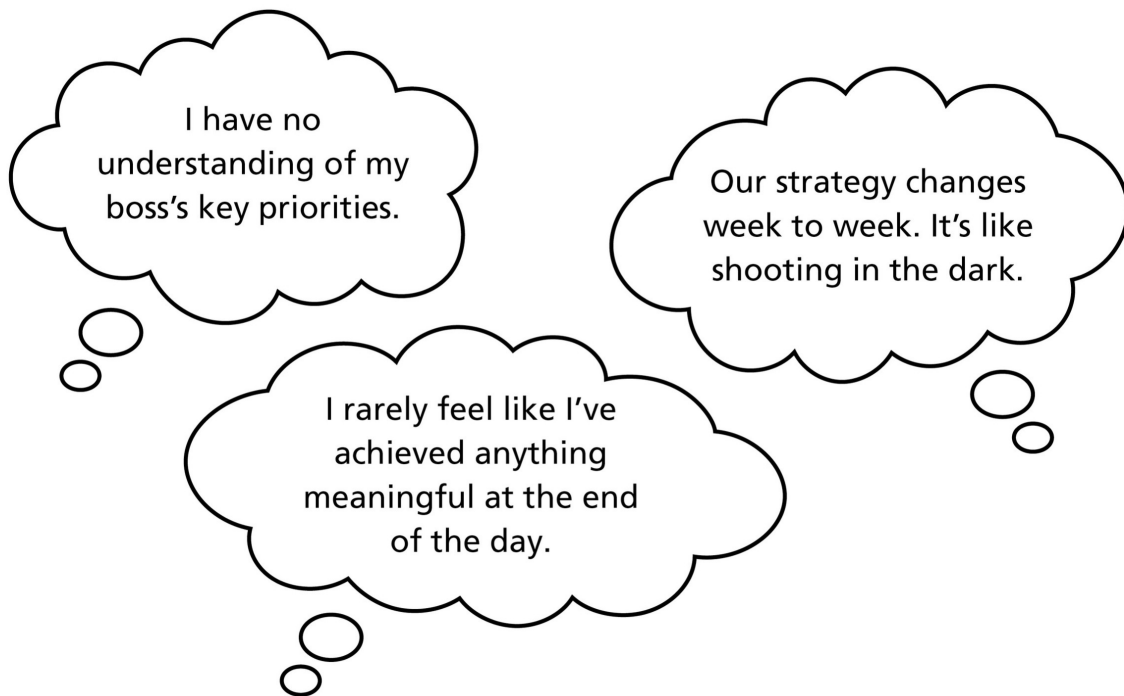 I have no
understanding of my
boss's key priorities.
Our strategy changes
week to week. It's like
shooting in the dark.
I rarely feel like I’ve
achieved anything
meaningful at the end
of the day.